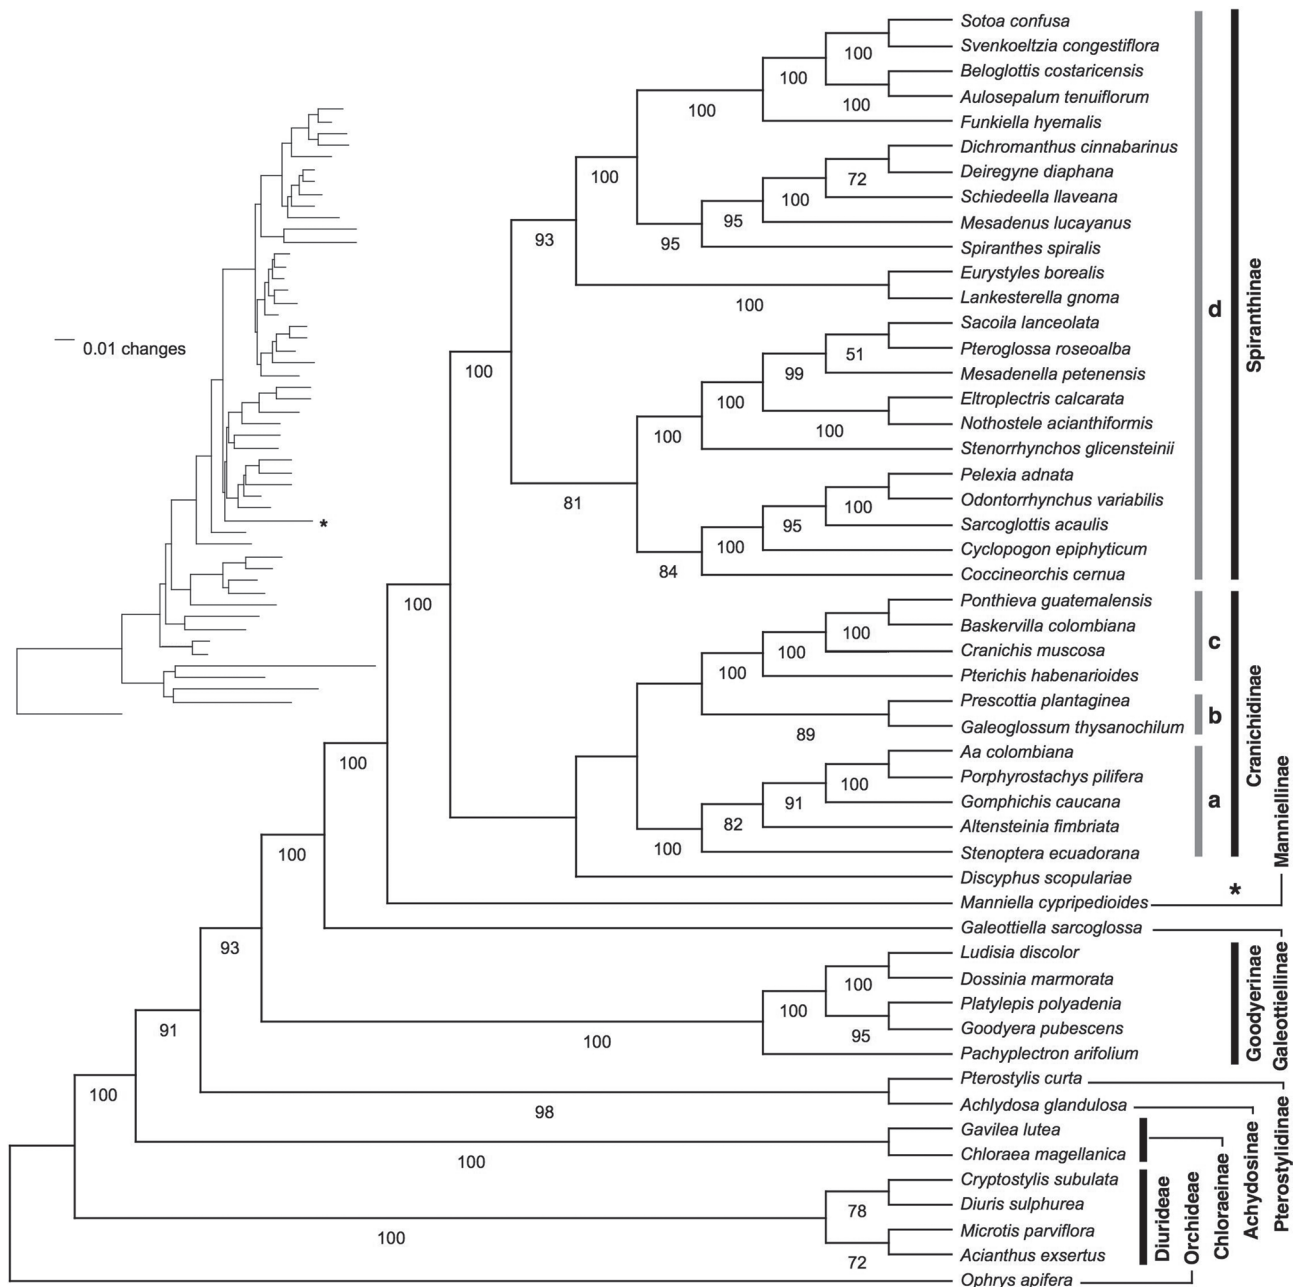 Sotoa confusa
100
Svenkoeltzia congestiflora
100
Beloglottis costaricensis
100
Aulosepalum tenuiflorum
100
Funkiella hyemalis
Dichromanthus cinnabarinus
100
72
Deiregyne diaphana
100
Schiedeella llaveana
95
Mesadenus lucayanus
93
95
Spiranthes spiralis
Eurystyles borealis
100
Lankesterella gnoma
d
Spiranthinae
Sacoila lanceolata
0.01 changes
51
Pteroglossa roseoalba
100
99
Mesadenella petenensis
100
Eltroplectris calcarata
100
100
Nothostele acianthiformis
Stenorrhynchos glicensteinii
Pelexia adnata
81
100
Odontorrhynchus variabilis
*
95
Sarcoglottis acaulis
100
Cyclopogon epiphyticum
84
Coccineorchis cernua
100
Ponthieva guatemalensis
100
Baskervilla colombiana
100
Cranichis muscosa
c
100
Pterichis habenarioides
Prescottia plantaginea
b
89
Galeoglossum thysanochilum
Cranichidinae
100
Aa colombiana
100
Porphyrostachys pilifera
91
Gomphichis caucana
a
82
Altensteinia fimbriata
100
100
Stenoptera ecuadorana
Manniellinae
Discyphus scopulariae
*
Manniella cypripedioides
Galeottiella sarcoglossa
93
Ludisia discolor
100
Dossinia marmorata
100
Platylepis polyadenia
Goodyerinae
Galeottiellinae
91
100
95
Goodyera pubescens
Pachyplectron arifolium
Pterostylis curta
100
98
Achlydosa glandulosa
Gavilea lutea
100
Chloraea magellanica
Cryptostylis subulata
78
Diuris sulphurea
Diurideae
Orchideae
Chloraeinae
Achydosinae
Pterostylidinae
100
Microtis parviflora
72
Acianthus exsertus
Ophrys apifera